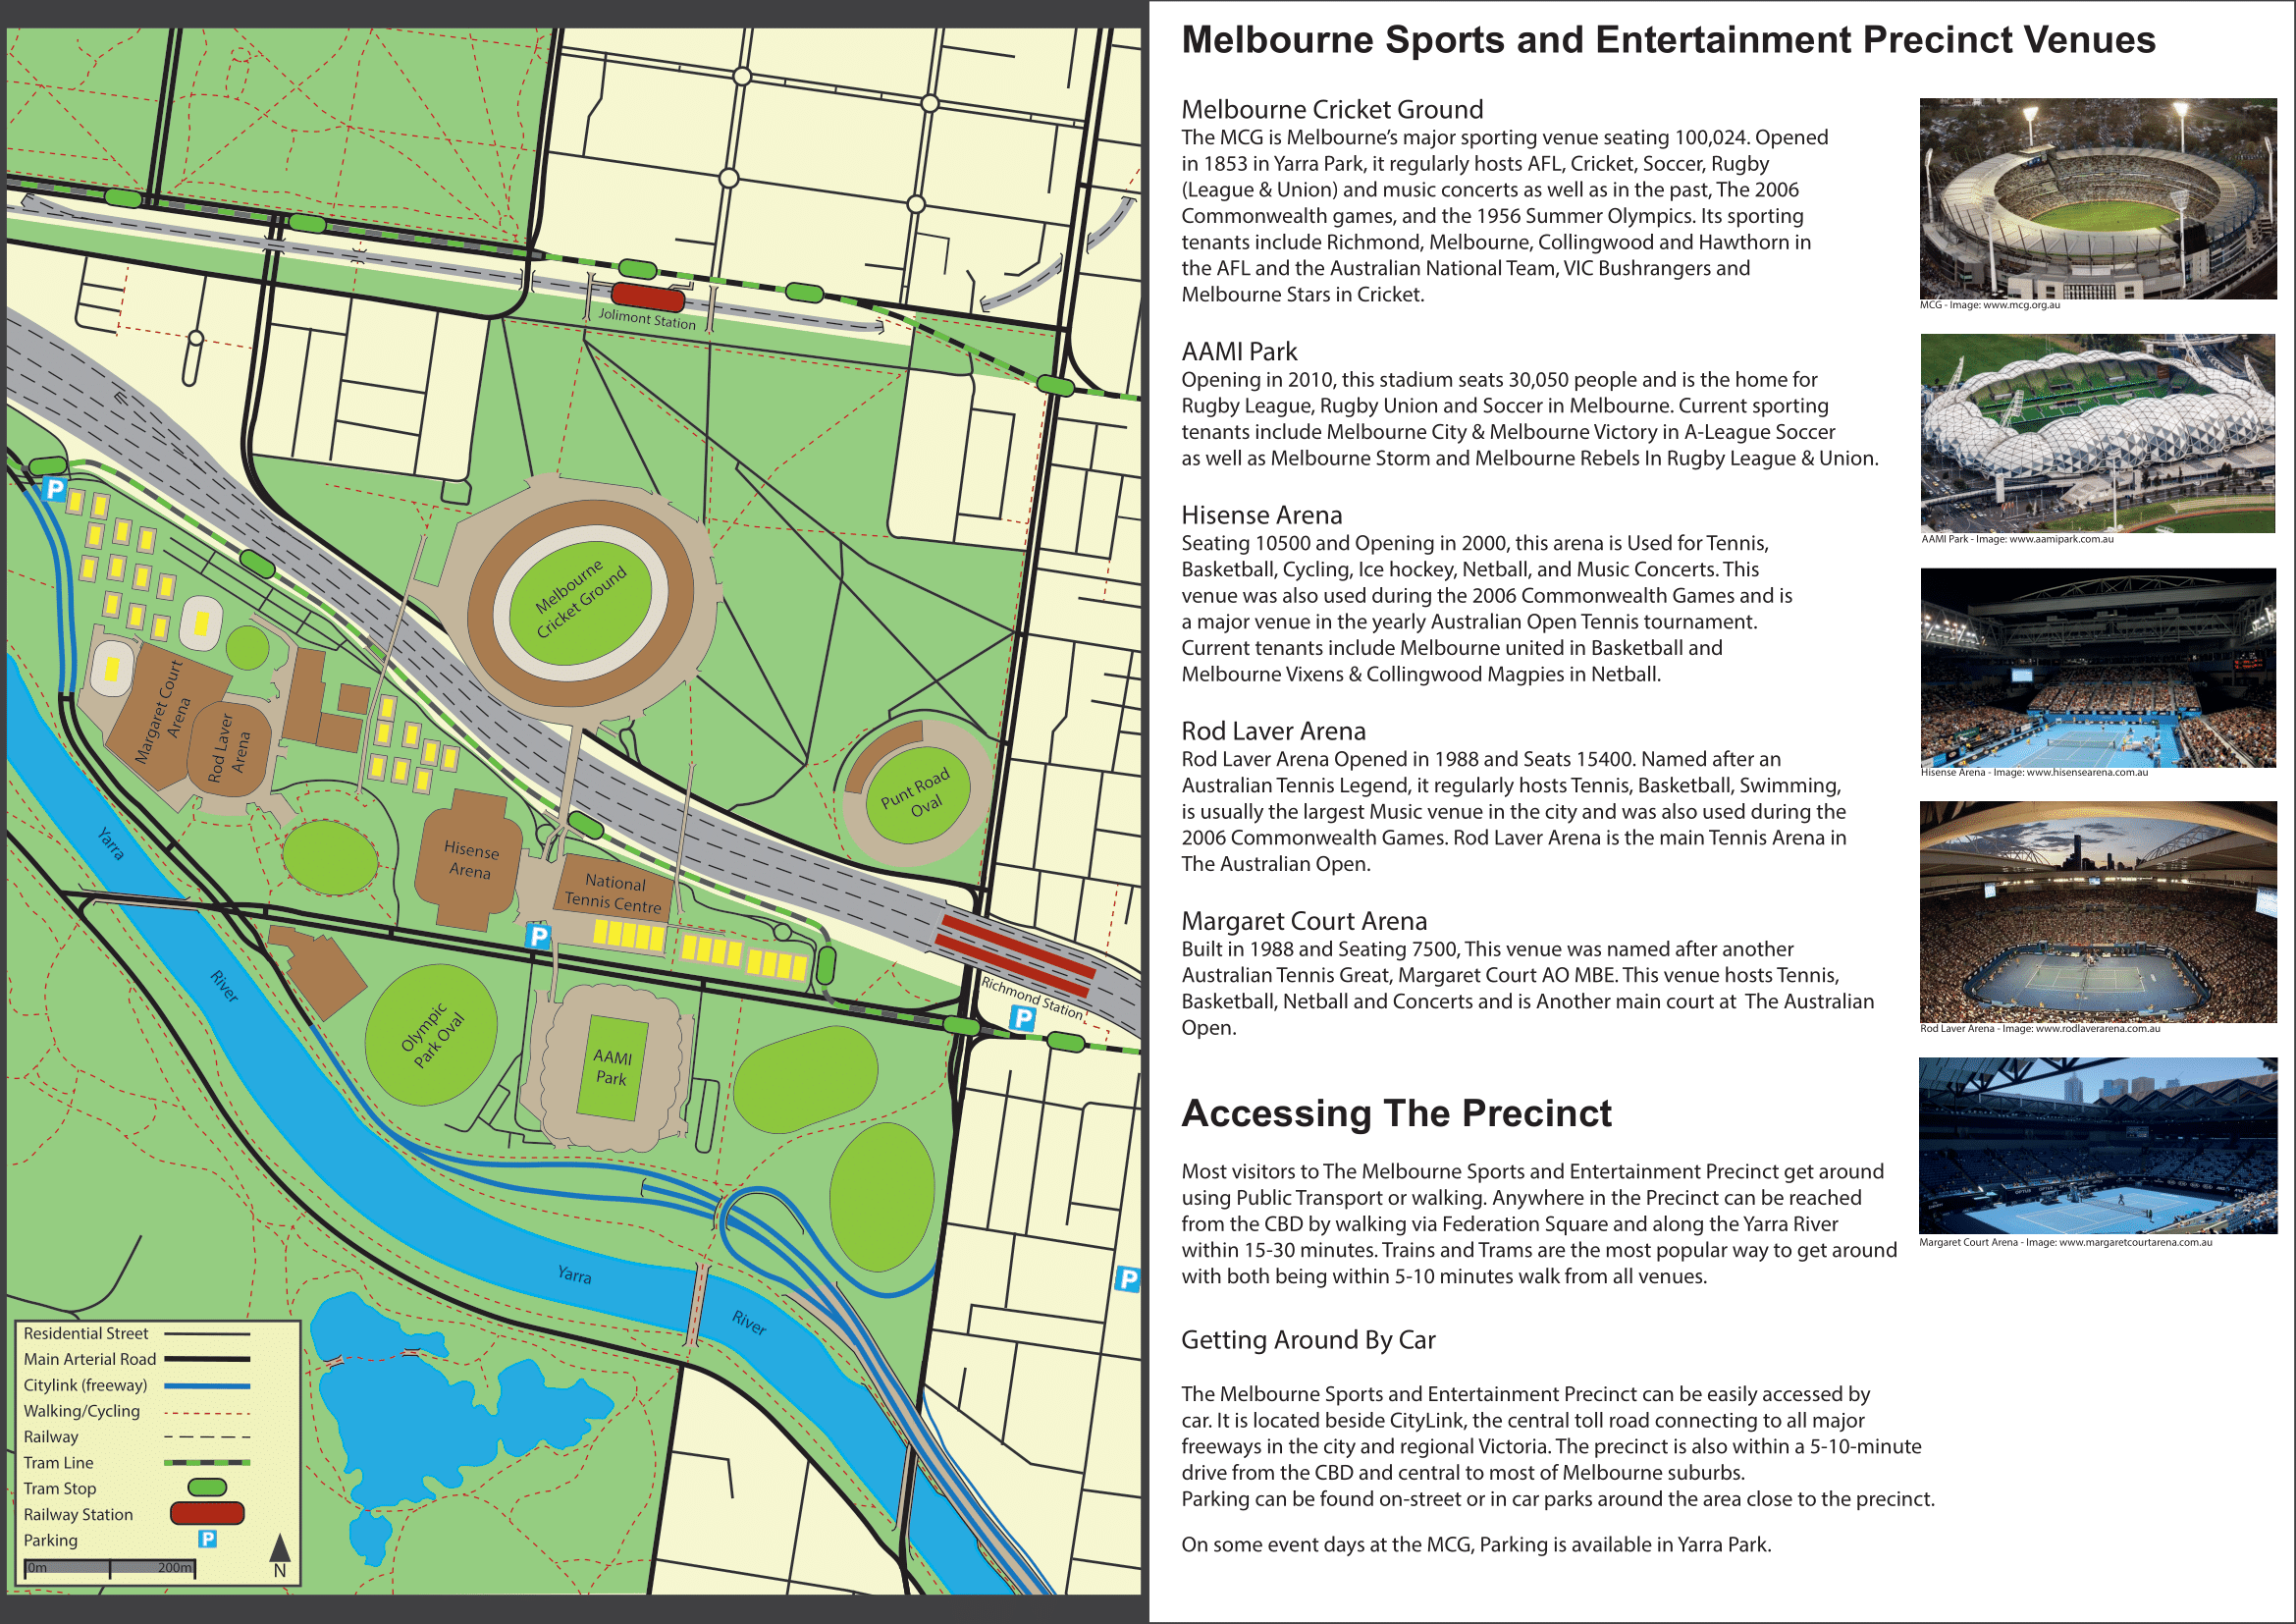 Jolimont Station
P
Melbourne
Cricket Ground
Margaret Court
Arena
Rod Laver
Arena
Punt Road
Oval
Yarra
Hisense
Arena
National
Tennis Centre
P
River
Richmond Station
P
Olympic
Park Oval
AAMI
Park
Yarra
River
P
Residential Street
Main Arterial Road
Citylink (freeway)
Walking/Cycling
Railway
Tram Line
Tram Stop
Railway Station
Parking P
0m 200m
N
Melbourne Sports and Entertainment Precinct Venues
Melbourne Cricket Ground
The MCG is Melbourne's major sporting venue seating 100,024. Opened
in 1853 in Yarra Park, it regularly hosts AFL, Cricket, Soccer, Rugby
(League & Union) and music concerts as well as in the past, The 2006
Commonwealth games, and the 1956 Summer Olympics. Its sporting
tenants include Richmond, Melbourne, Collingwood and Hawthorn in
the AFL and the Australian National Team, VIC Bushrangers and
Melbourne Stars in Cricket.
MCG - Image: www.mcg.org.au
AAMI Park
Opening in 2010, this stadium seats 30,050 people and is the home for
Rugby League, Rugby Union and Soccer in Melbourne. Current sporting
tenants include Melbourne City & Melbourne Victory in A-League Soccer
as well as Melbourne Storm and Melbourne Rebels In Rugby League & Union.
AAMI Park - Image: www.aamipark.com.au
Hisense Arena
Seating 10500 and Opening in 2000, this arena is Used for Tennis,
Basketball, Cycling, Ice hockey, Netball, and Music Concerts. This
venue was also used during the 2006 Commonwealth Games and is
a major venue in the yearly Australian Open Tennis tournament.
Current tenants include Melbourne united in Basketball and
Melbourne Vixens & Collingwood Magpies in Netball.
Hisense Arena - Image: www.hisensearena.com.au
Rod Laver Arena
Rod Laver Arena Opened in 1988 and Seats 15400. Named after an
Australian Tennis Legend, it regularly hosts Tennis, Basketball, Swimming,
is usually the largest Music venue in the city and was also used during the
2006 Commonwealth Games. Rod Laver Arena is the main Tennis Arena in
The Australian Open.
Rod Laver Arena - Image: www.rodlaverarena.com.au
Margaret Court Arena
Built in 1988 and Seating 7500, This venue was named after another
Australian Tennis Great, Margaret Court AO MBE. This venue hosts Tennis,
Basketball, Netball and Concerts and is Another main court at The Australian
Open.
Margaret Court Arena - Image: www.margaretcourtarena.com.au
Accessing The Precinct
Most visitors to The Melbourne Sports and Entertainment Precinct get around
using Public Transport or walking. Anywhere in the Precinct can be reached
from the CBD by walking via Federation Square and along the Yarra River
within 15-30 minutes. Trains and Trams are the most popular way to get around
with both being within 5-10 minutes walk from all venues.
Getting Around By Car
The Melbourne Sports and Entertainment Precinct can be easily accessed by
car. It is located beside CityLink, the central toll road connecting to all major
freeways in the city and regional Victoria. The precinct is also within a 5-10-minute
drive from the CBD and central to most of Melbourne suburbs.
Parking can be found on-street or in car parks around the area close to the precinct.
On some event days at the MCG, Parking is available in Yarra Park.